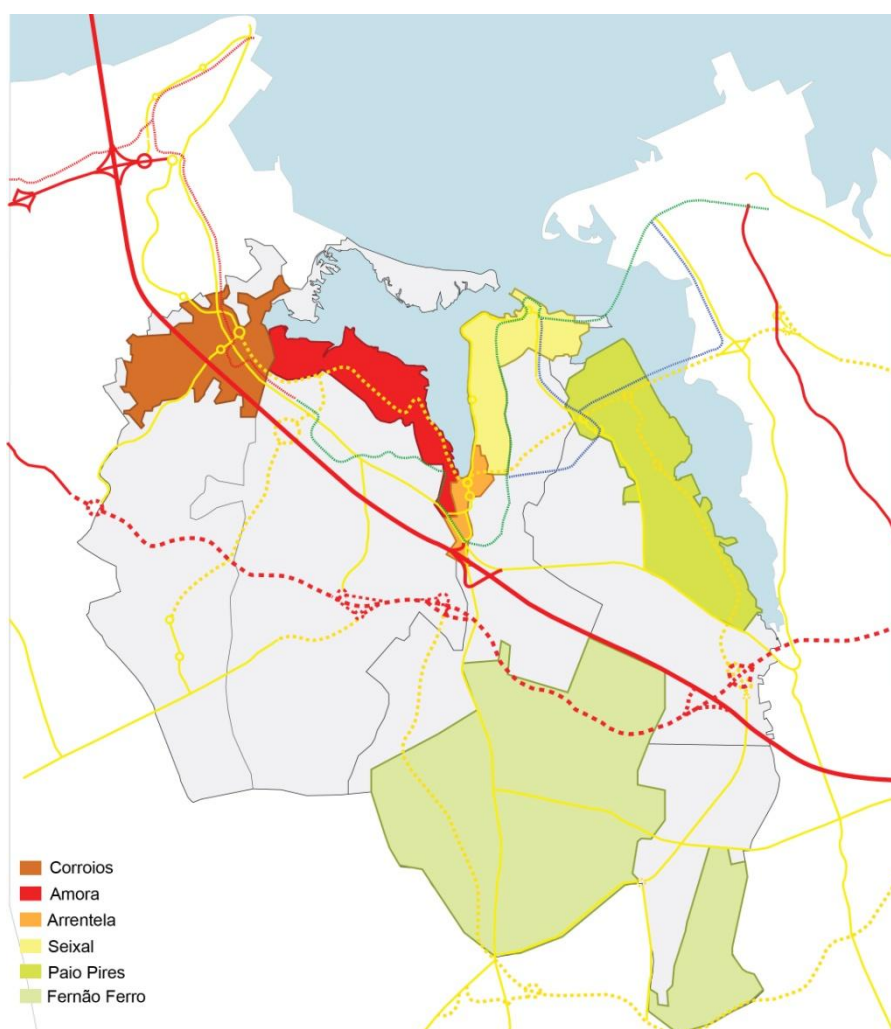 Corroios
Amora
Arrentela
Seixal
Paio Pires
Fernão Ferro